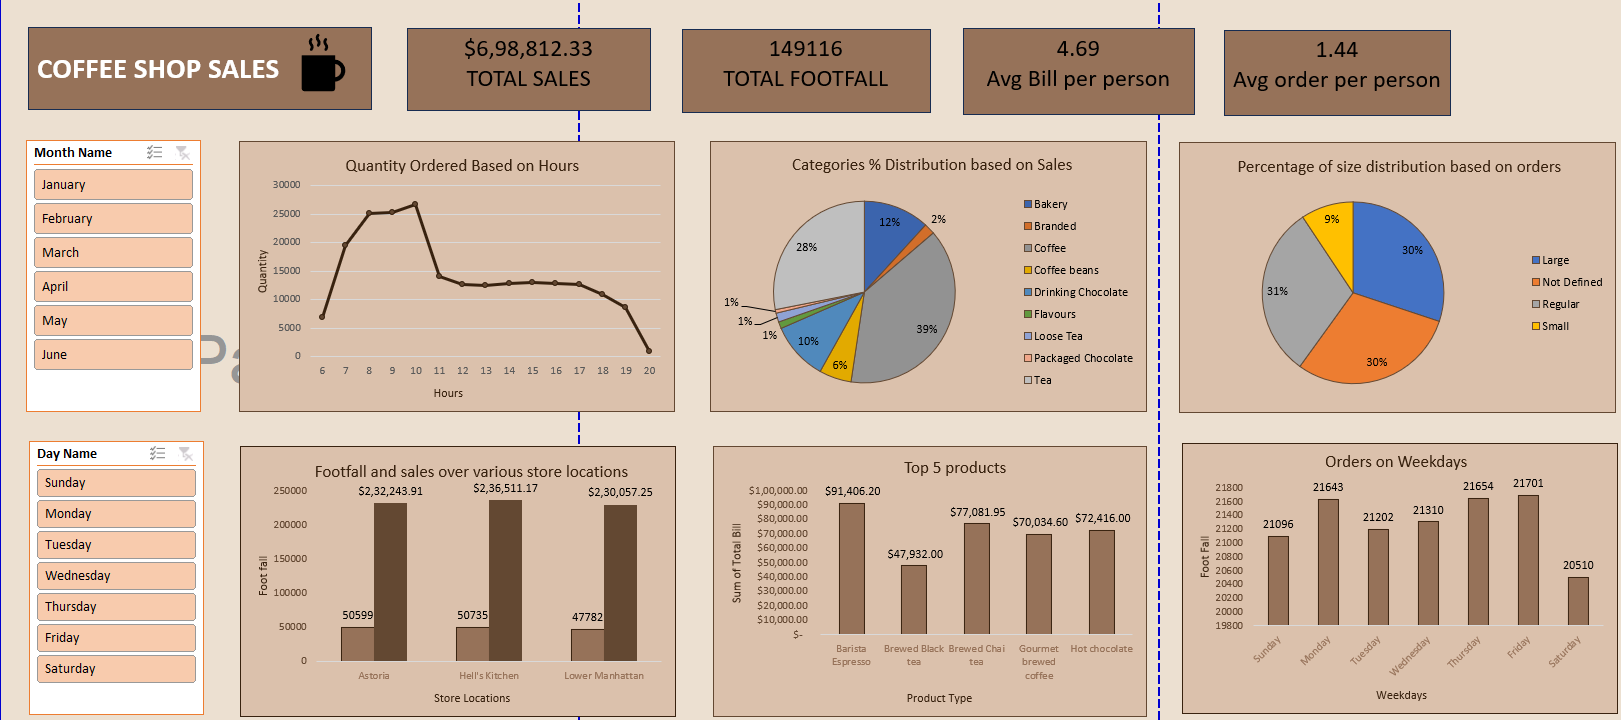 COFFEE SHOP SALES
$6,98,812.33
TOTAL SALES
149116
TOTAL FOOTFALL
4.69
Avg Bill per person
1.44
Avg order per person
Month Name
January
February
March
April
May
June
Quantity Ordered Based on Hours
30000
25000
20000
15000
10000
5000
0
Quantity
6 7 8 9 10 11 12 13 14 15 16 17 18 19 20
Hours
Categories % Distribution based on Sales
12%
2%
39%
6%
10%
1%
1%
1%
28%
Bakery
Branded
Coffee
Coffee beans
Drinking Chocolate
Flavours
Loose Tea
Packaged Chocolate
Tea
Percentage of size distribution based on orders
30%
30%
31%
9%
Large
Not Defined
Regular
Small
Day Name
Sunday
Monday
Tuesday
Wednesday
Thursday
Friday
Saturday
Footfall and sales over various store locations
250000
200000
150000
100000
50000
0
Foot fall
$2,32,243.91
$2,36,511.17
$2,30,057.25
50599
50735
47782
Astoria
Hell's Kitchen
Lower Manhattan
Store Locations
Top 5 products
$1,00,000.00
$90,000.00
$80,000.00
$70,000.00
$60,000.00
$50,000.00
$40,000.00
$30,000.00
$20,000.00
$10,000.00
$-
Sum of Total Bill
$91,406.20
$47,932.00
$77,081.95
$70,034.60
$72,416.00
Barista
Espresso
Brewed Black
tea
Brewed Chai
tea
Gourmet
brewed
coffee
Hot chocolate
Product Type
Orders on Weekdays
21800
21600
21400
21200
21000
20800
20600
20400
20200
20000
19800
Foot Fall
21096
21643
21202
21310
21654
21701
20510
Sunday
Monday
Tuesday
Wednesday
Thursday
Friday
Saturday
Weekdays